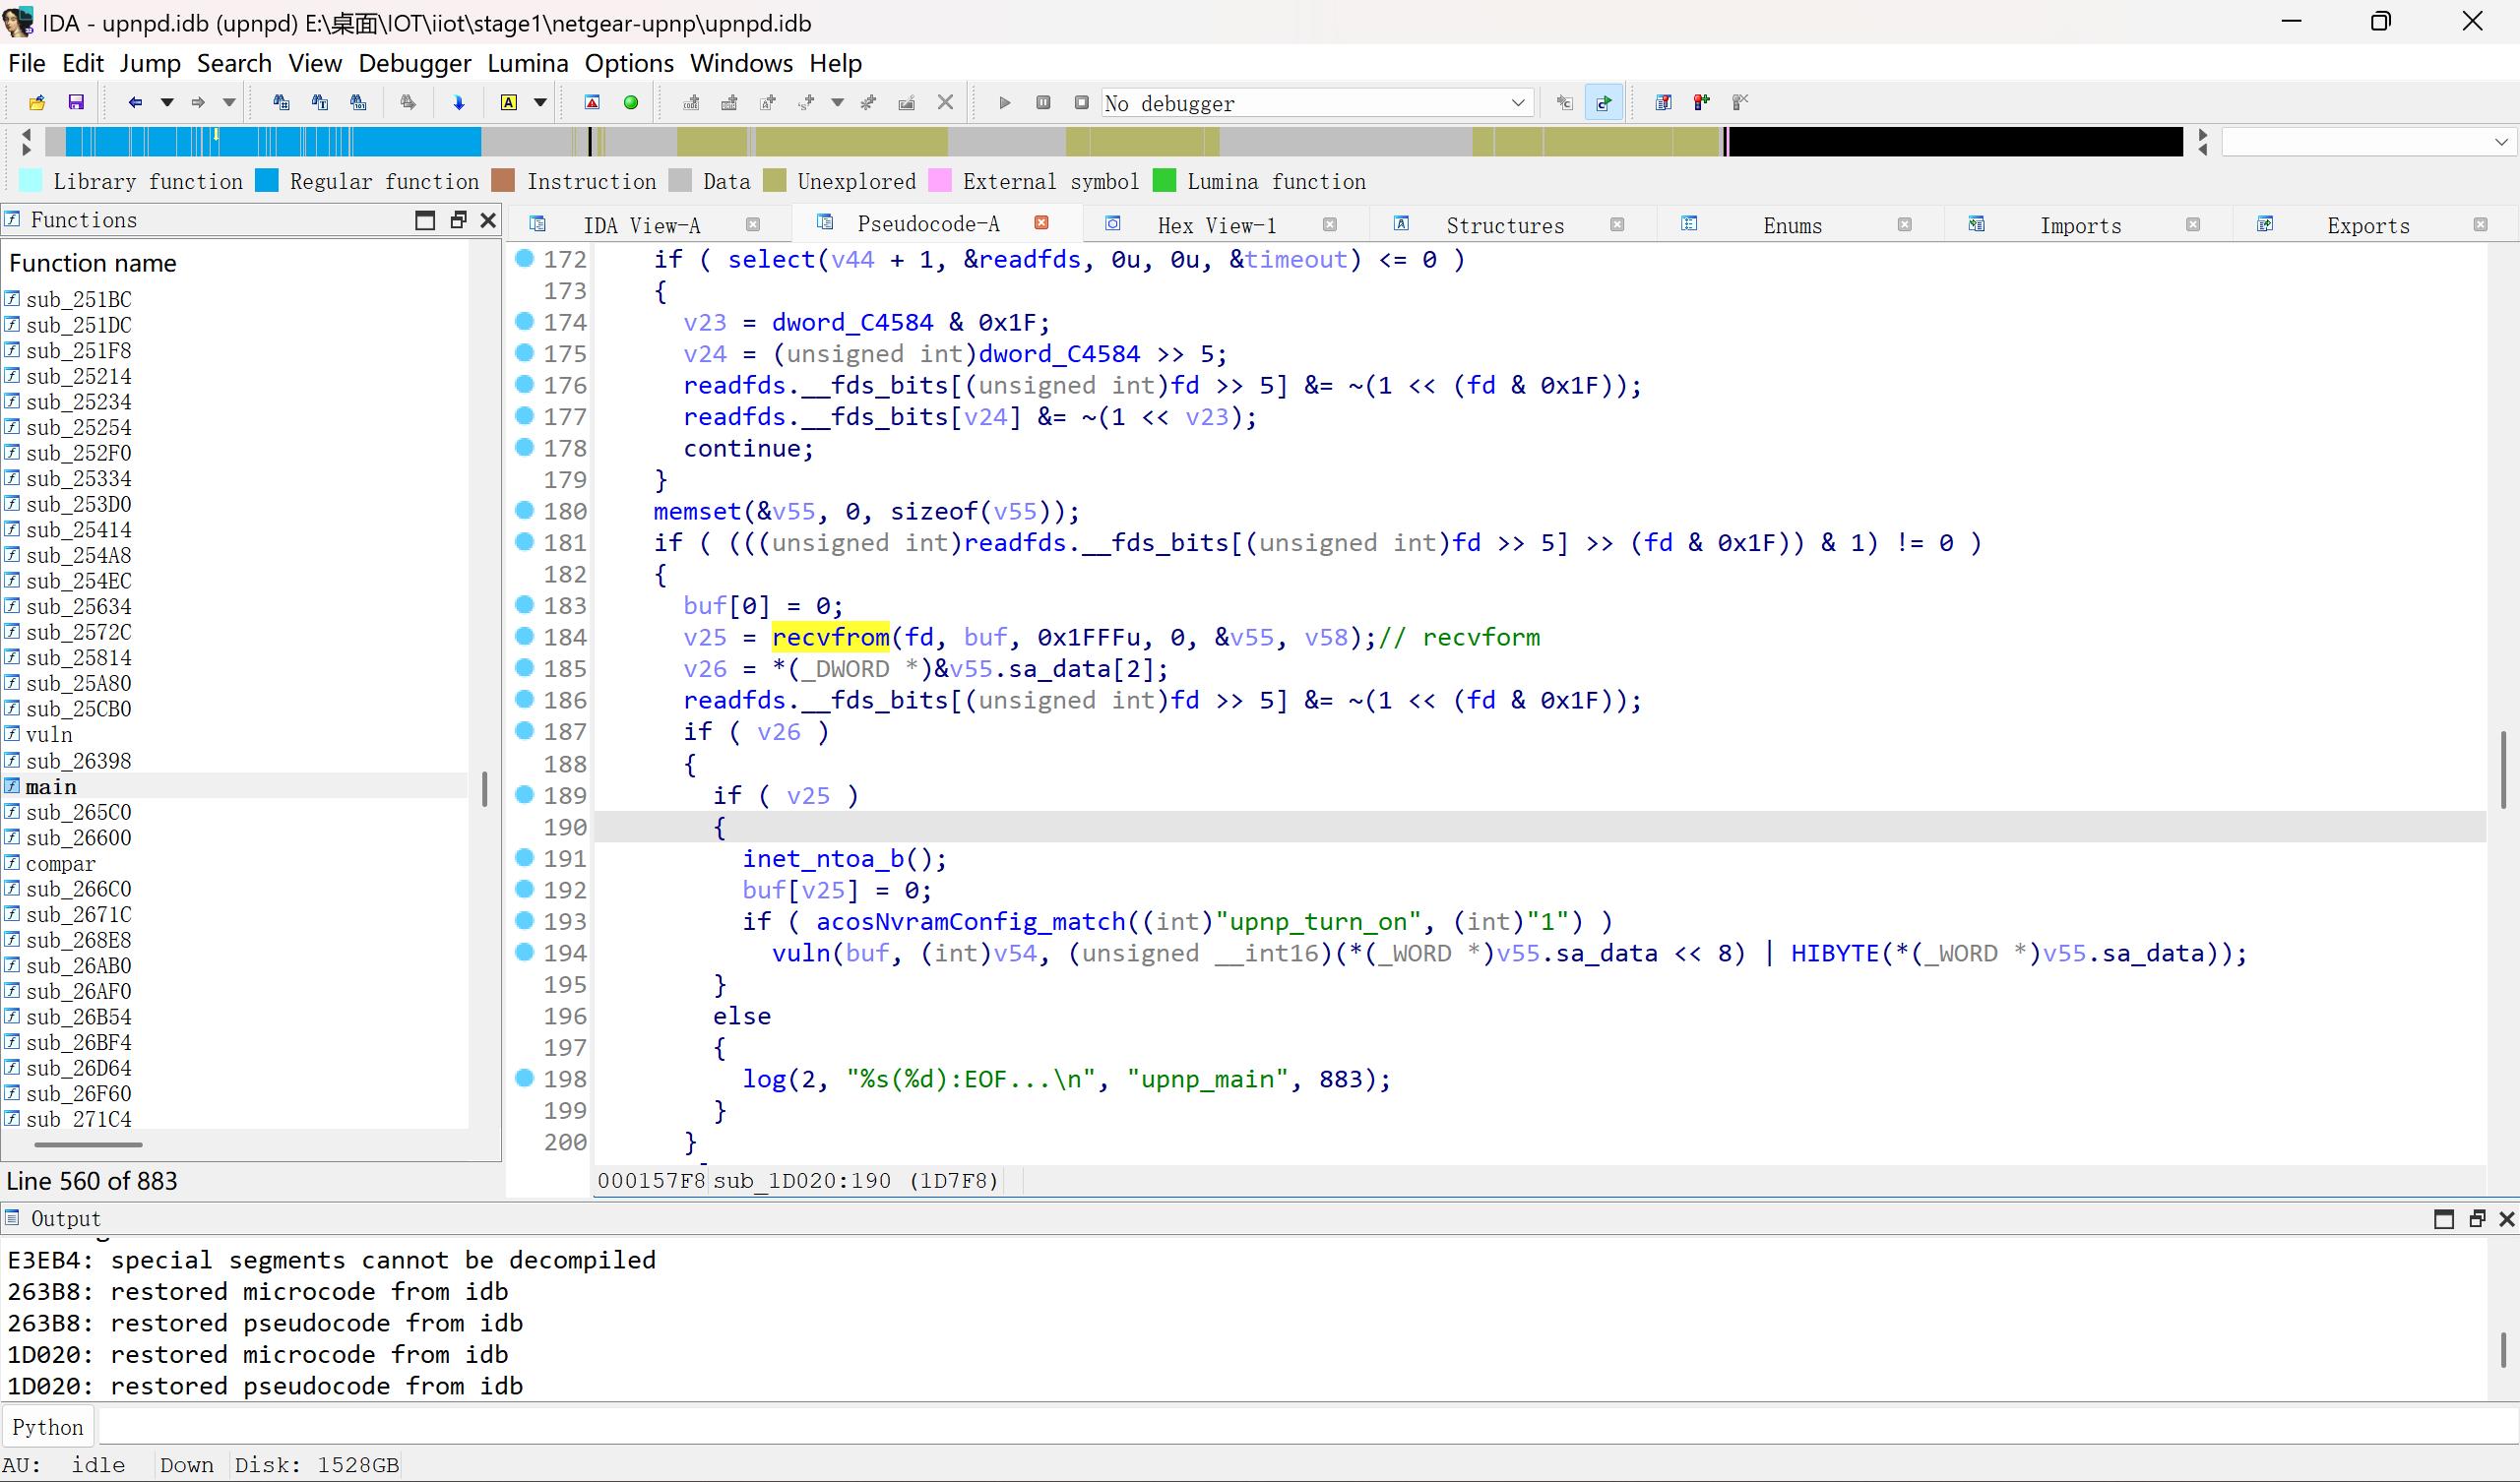 IDA - upnpd.idb (upnpd) E:\桌面\IOT\iiot\stage1\netgear-upnp\upnpd.idb
File Edit Jump Search View Debugger Lumina Options Windows Help
No debugger
Library function Regular function Instruction Data Unexplored External symbol Lumina function
Functions
IDA View-A Pseudocode-A Hex View-1 Structures Enums Imports Exports
Function name
sub_251BC
sub_251DC
sub_251F8
sub_25214
sub_25234
sub_25254
sub_252F0
sub_25334
sub_253D0
sub_25414
sub_254A8
sub_254EC
sub_25634
sub_2572C
sub_25814
sub_25A80
sub_25CB0
vuln
sub_26398
main
sub_265C0
sub_26600
compar
sub_266C0
sub_2671C
sub_268E8
sub_26AB0
sub_26AF0
sub_26B54
sub_26BF4
sub_26D64
sub_26F60
sub_271C4
Line 560 of 883
172 if ( select(v44 + 1, &readfds, 0u, 0u, &timeout) <= 0 )
173 {
174 v23 = dword_C4584 & 0x1F;
175 v24 = (unsigned int)dword_C4584 >> 5;
176 readfds.__fds_bits[(unsigned int)fd >> 5] &= ~(1 << (fd & 0x1F));
177 readfds.__fds_bits[v24] &= ~(1 << v23);
178 continue;
179 }
180 memset(&v55, 0, sizeof(v55));
181 if ( (((unsigned int)readfds.__fds_bits[(unsigned int)fd >> 5] >> (fd & 0x1F)) & 1) != 0 )
182 {
183 buf[0] = 0;
184 v25 = recvfrom(fd, buf, 0x1FFFu, 0, &v55, v58);// recvform
185 v26 = *(_DWORD *)&v55.sa_data[2];
186 readfds.__fds_bits[(unsigned int)fd >> 5] &= ~(1 << (fd & 0x1F));
187 if ( v26 )
188 {
189 if ( v25 )
190 {
191 inet_ntoa_b();
192 buf[v25] = 0;
193 if ( acosNvramConfig_match((int)"upnp_turn_on", (int)"1") )
194 vuln(buf, (int)v54, (unsigned __int16)(*(_WORD *)v55.sa_data << 8) | HIBYTE(*(_WORD *)v55.sa_data));
195 }
196 else
197 {
198 log(2, "%s(%d):EOF...\n", "upnp_main", 883);
199 }
200 }
000157F8 sub_1D020:190 (1D7F8)
Output
E3EB4: special segments cannot be decompiled
263B8: restored microcode from idb
263B8: restored pseudocode from idb
1D020: restored microcode from idb
1D020: restored pseudocode from idb
Python
AU: idle Down Disk: 1528GB